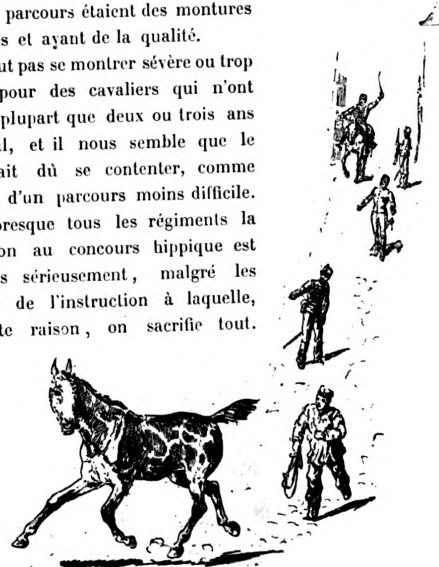 parcours étaient des montures
s et ayant de la qualité.
ut pas se montrer sévère ou trop
pour des cavaliers qui n'ont
plupart que deux ou trois ans
l, et il nous semble que le
ait dû se contenter, comme
d'un parcours moins difficile.
presque tous les régiments la
on au concours hippique est
s sérieusement, malgré les
de l'instruction à laquelle,
te raison, on sacrifie tout.